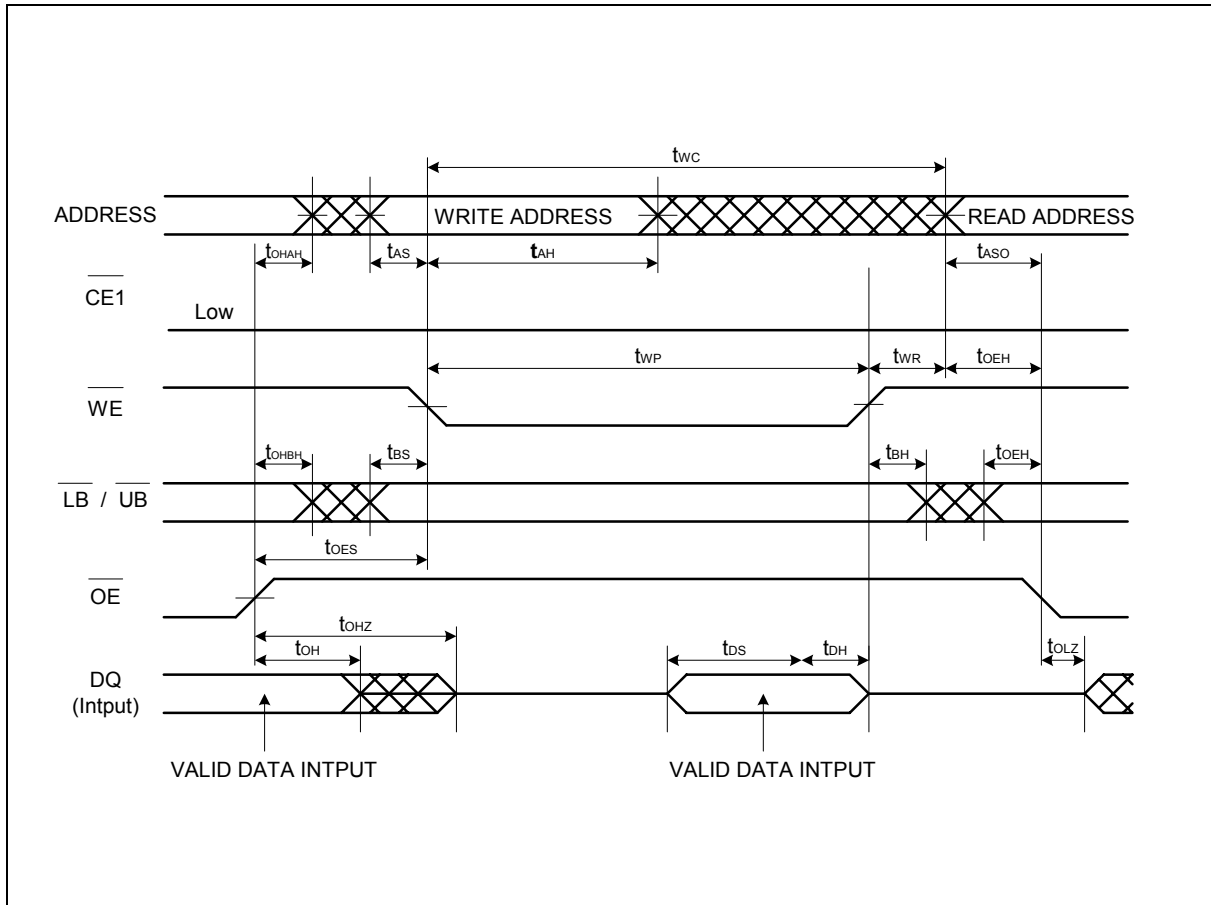 tWC
ADDRESS
WRITE ADDRESS
READ ADDRESS
tOHAH
tAS
tAH
tASO
CE1
Low
tWP
tWR
tOEH
WE
tOHBH
tBS
tBH
tOEH
LB / UB
tOES
OE
tOHZ
tOH
tDS
tDH
tOLZ
DQ
(Intput)
VALID DATA INTPUT
VALID DATA INTPUT